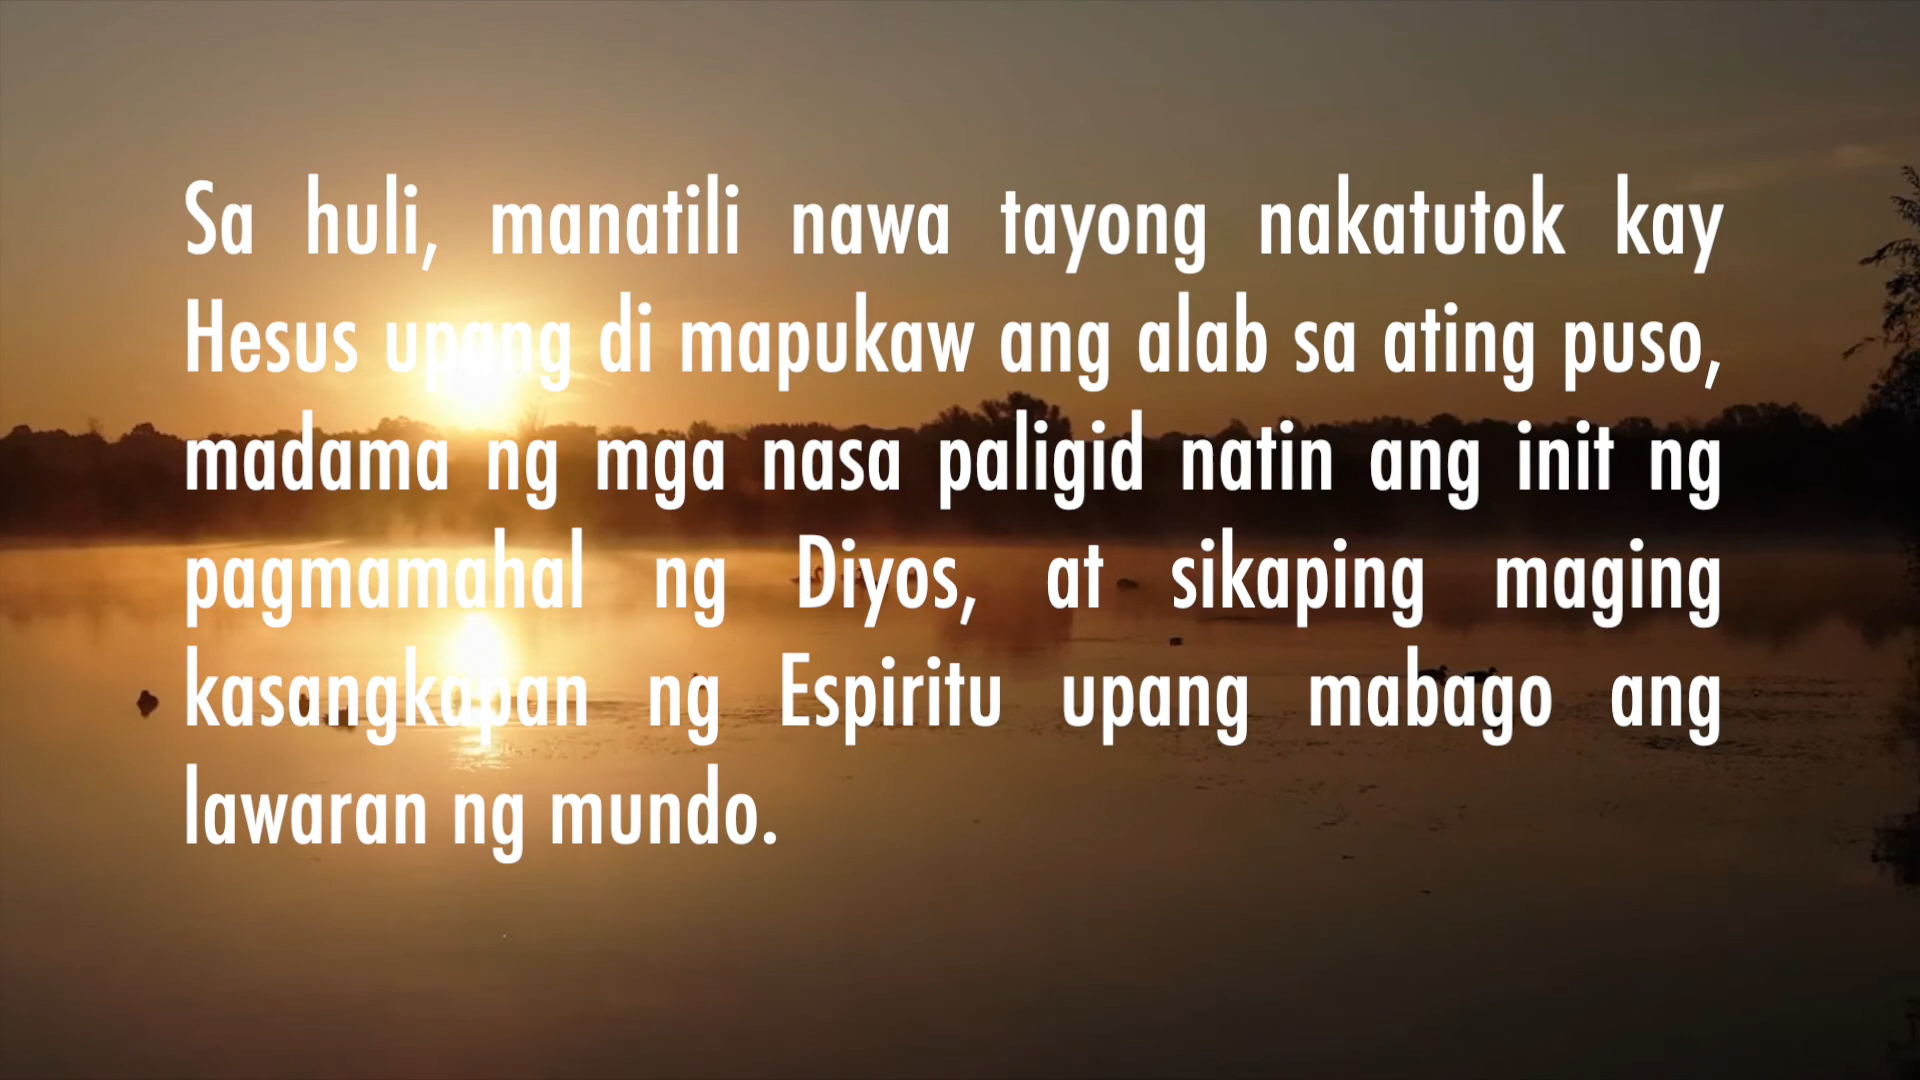 Sa huli, manatili nawa tayong nakatutok kay
Hesus upang di mapukaw ang alab sa ating puso,
madama ng mga nasa paligid natin ang init ng
pagmamahal ng Diyos, at sikaping maging
kasangkapan ng Espiritu upang mabago ang
lawaran ng mundo.